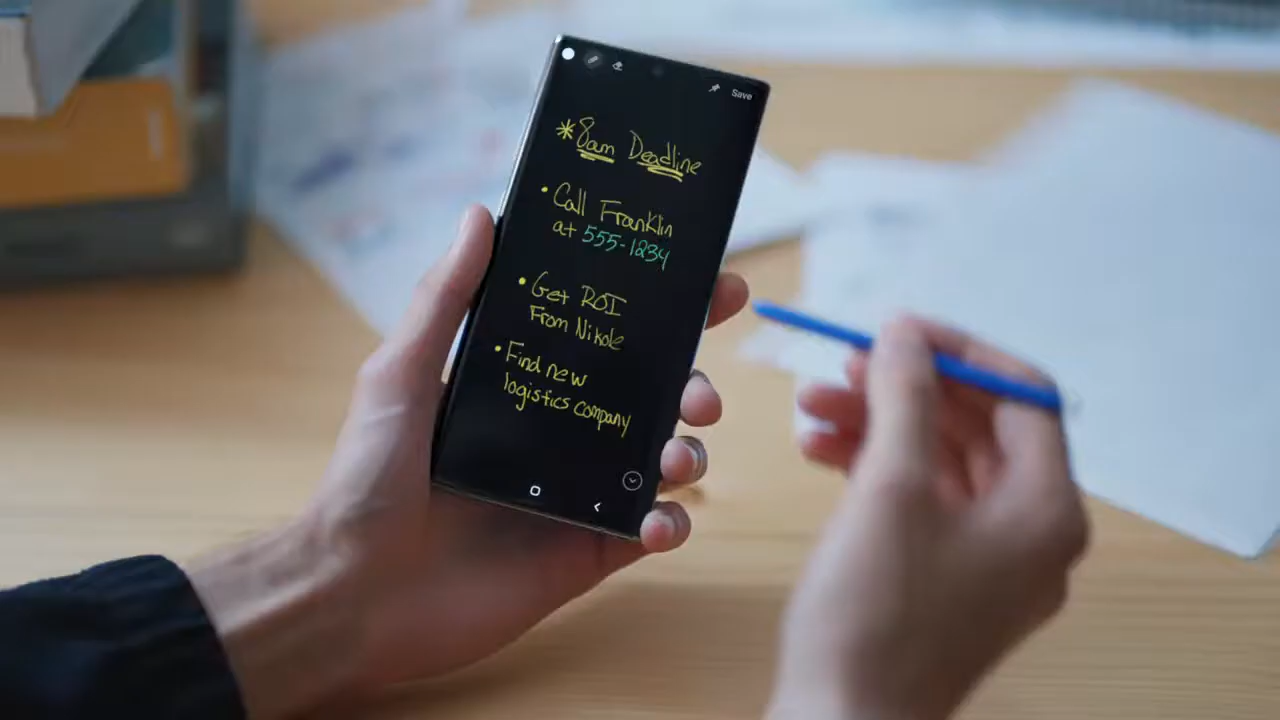 Save
*8am Deadline
• Call Franklin
at 555-1234
• Get ROI
From Nikole
• Find new
logistics company